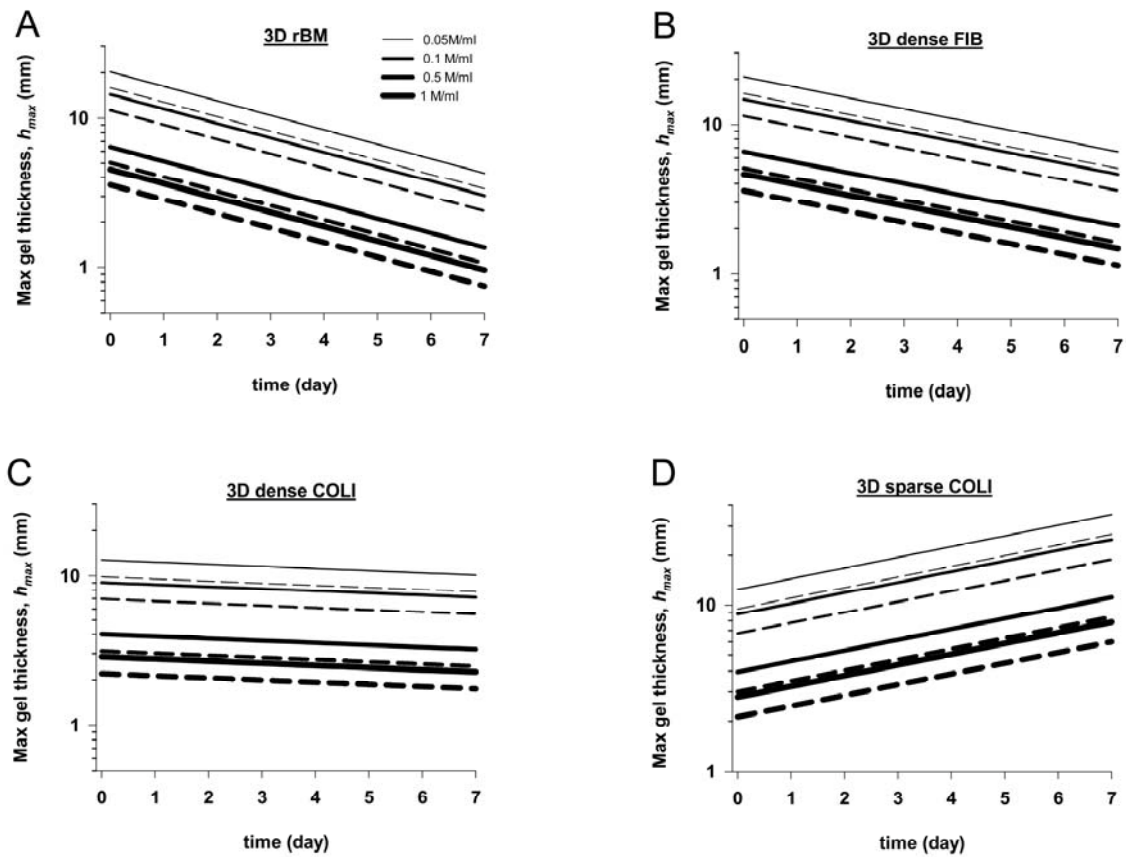 A
3D rBM
0.05M/ml
0.1 M/ml
0.5 M/ml
1 M/ml
Max gel thickness, h_max (mm)
10
1
0 1 2 3 4 5 6 7
time (day)
B
3D dense FIB
Max gel thickness, h_max (mm)
10
1
0 1 2 3 4 5 6 7
time (day)
C
3D dense COLI
Max gel thickness, h_max (mm)
10
1
0 1 2 3 4 5 6 7
time (day)
D
3D sparse COLI
Max gel thickness, h_max (mm)
10
1
0 1 2 3 4 5 6 7
time (day)